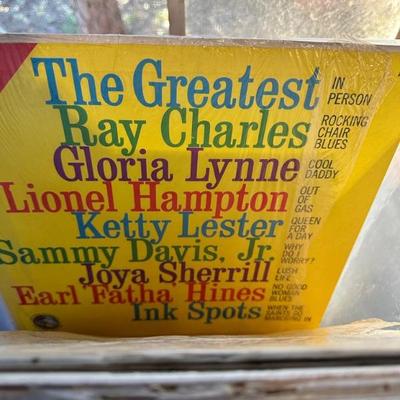 The Greatest
IN
PERSON
Ray Charles
ROCKING
CHAIR
BLUES
Gloria Lynne
COOL
DADDY
Lionel Hampton
OUT
OF
GAS
Ketty Lester
QUEEN
FOR
A DAY
Sammy Davis, Jr.
WHY
DO I
WORRY?
Joya Sherrill
LUSH
LIFE
Earl 'Fatha' Hines
NO GOOD
WOMAN
BLUES
Ink Spots
WHEN THE
SAINTS GO
MARCHING IN